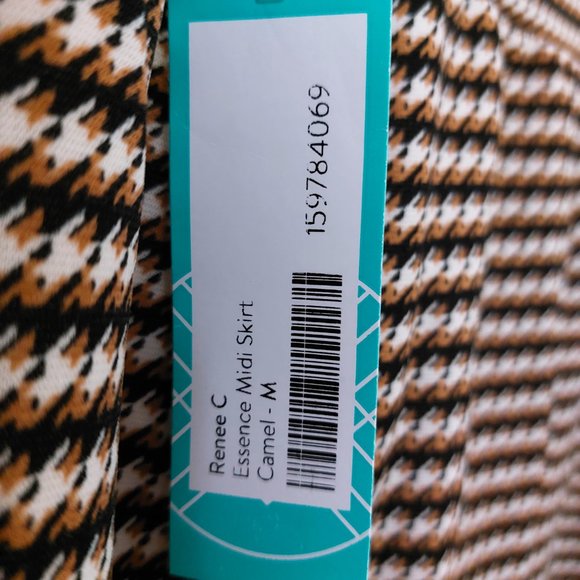 Renee C
Essence Midi Skirt
Camel - M
159784069